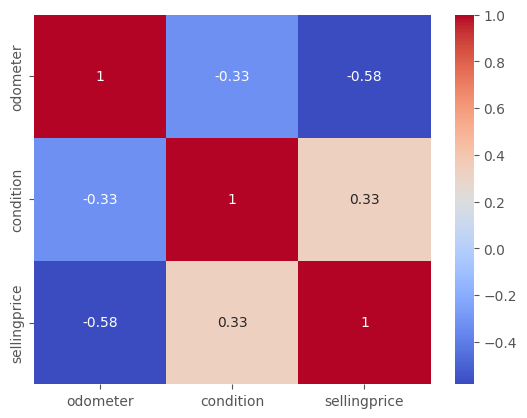 odometer
1
-0.33
-0.58
condition
-0.33
1
0.33
sellingprice
-0.58
0.33
1
odometer
condition
sellingprice
1.0
0.8
0.6
0.4
0.2
0.0
−0.2
−0.4